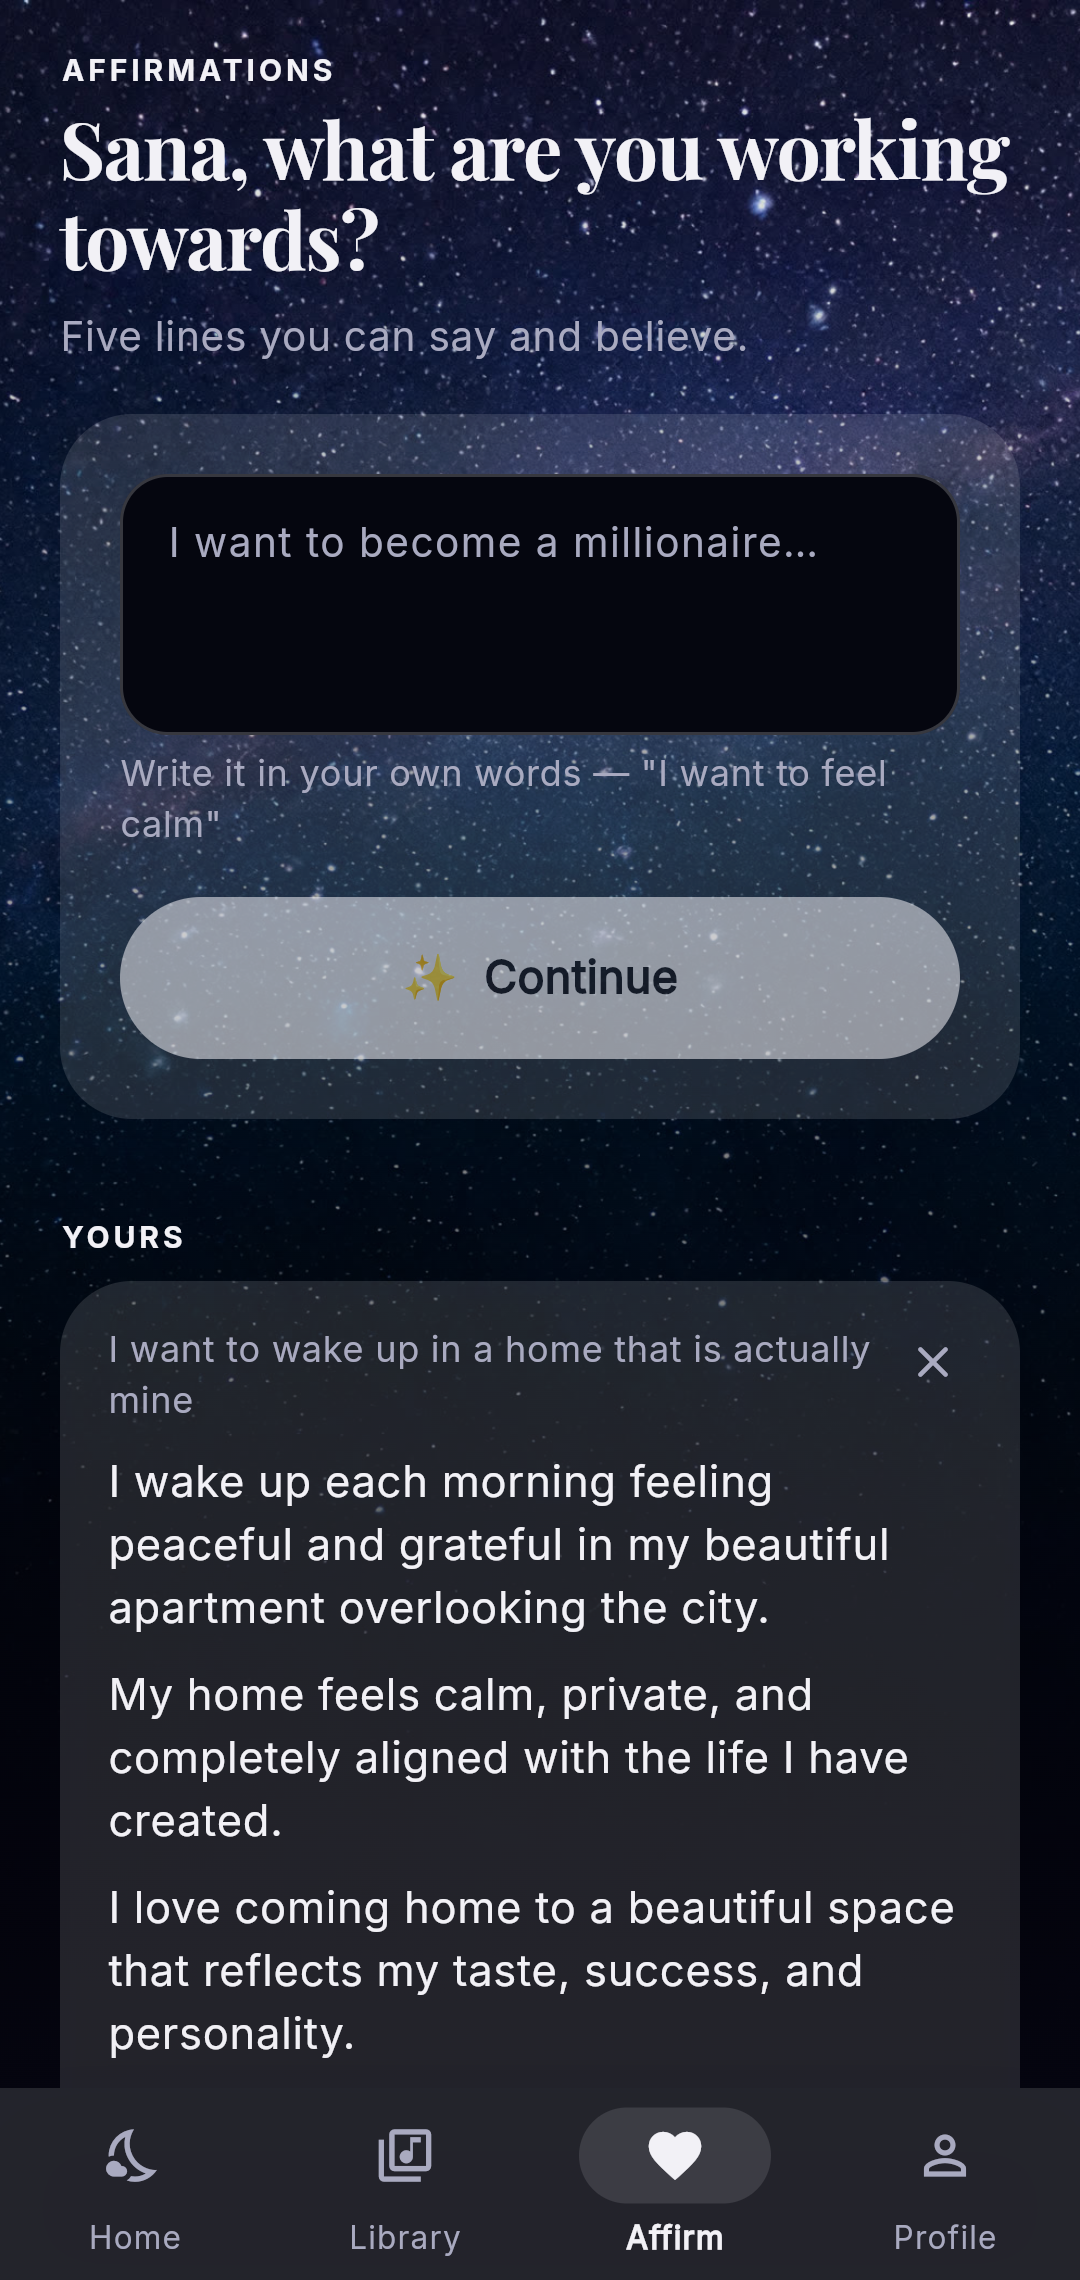 AFFIRMATIONS
Sana, what are you working
towards?
Five lines you can say and believe.
I want to become a millionaire...
Write it in your own words — "I want to feel
calm"
✨ Continue
YOURS
I want to wake up in a home that is actually
mine
I wake up each morning feeling
peaceful and grateful in my beautiful
apartment overlooking the city.
My home feels calm, private, and
completely aligned with the life I have
created.
I love coming home to a beautiful space
that reflects my taste, success, and
personality.
Home
Library
Affirm
Profile